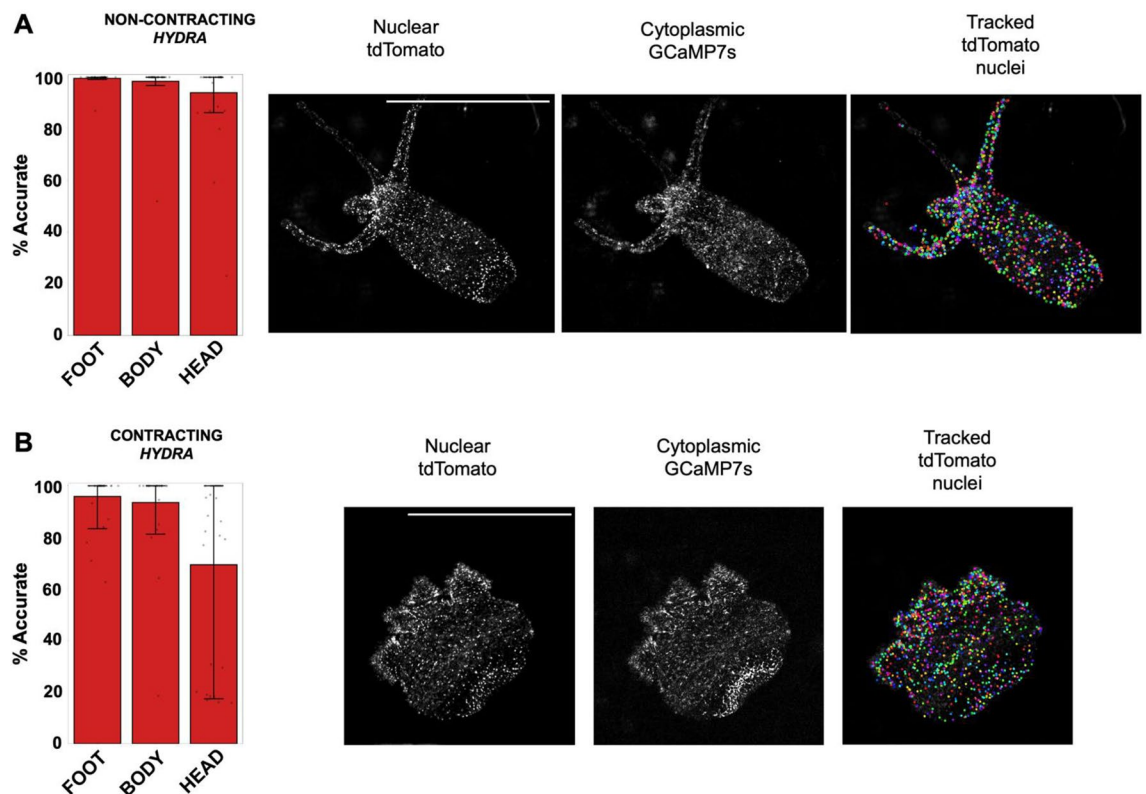 A
NON-CONTRACTING
HYDRA
% Accurate
100
80
60
40
20
0
FOOT
BODY
HEAD
Nuclear
tdTomato
Cytoplasmic
GCaMP7s
Tracked
tdTomato
nuclei
B
CONTRACTING
HYDRA
% Accurate
100
80
60
40
20
0
FOOT
BODY
HEAD
Nuclear
tdTomato
Cytoplasmic
GCaMP7s
Tracked
tdTomato
nuclei